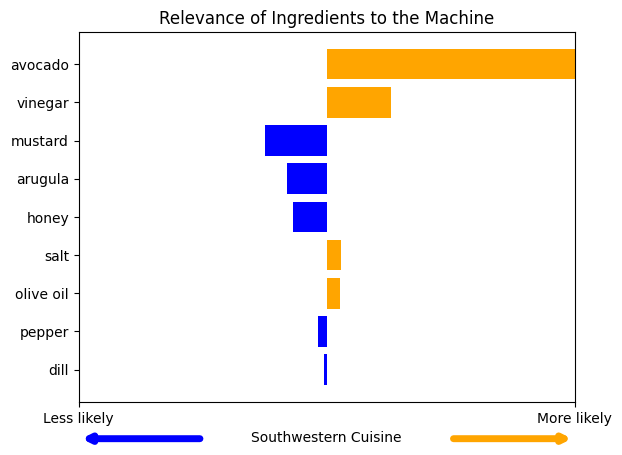 Relevance of Ingredients to the Machine
avocado
vinegar
mustard
arugula
honey
salt
olive oil
pepper
dill
Less likely
More likely
Southwestern Cuisine